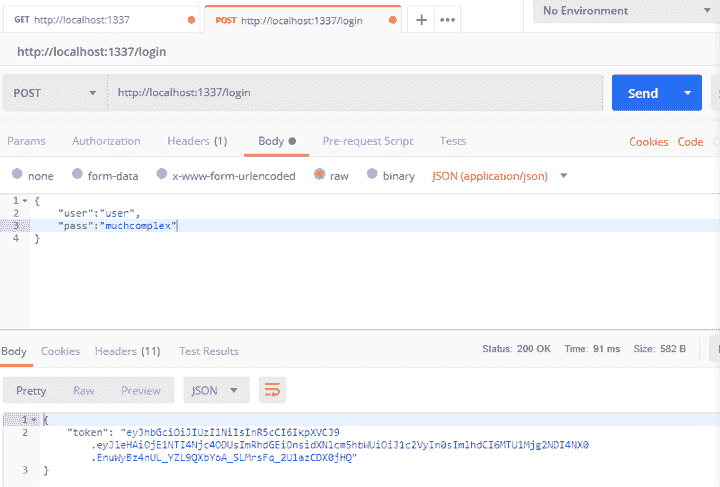 GET http://localhost:1337
POST http://localhost:1337/login
+ •••
No Environment
http://localhost:1337/login
POST http://localhost:1337/login Send
Params Authorization Headers (1) Body Pre-request Script Tests Cookies Code
none form-data x-www-form-urlencoded raw binary JSON (application/json)
1 {
2 "user":"user",
3 "pass":"muchcomplex"
4 }
Body Cookies Headers (11) Test Results Status: 200 OK Time: 91 ms Size: 582 B
Pretty Raw Preview JSON
1 {
2 "token": "eyJhbGciOiJIUzI1NiIsInR5cCI6IkpXVCJ9
3 }